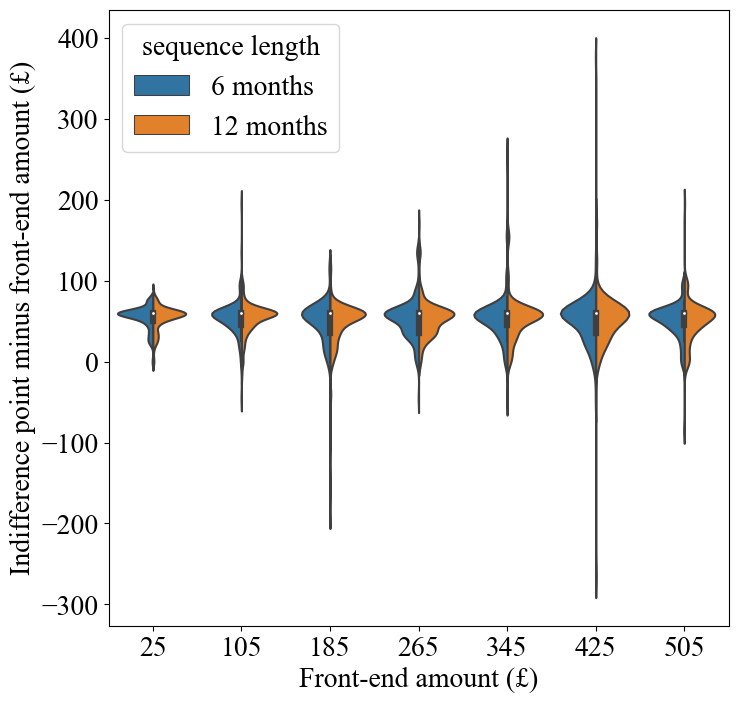 sequence length
6 months
12 months
Indifference point minus front-end amount (£)
400
300
200
100
0
−100
−200
−300
25 105 185 265 345 425 505
Front-end amount (£)